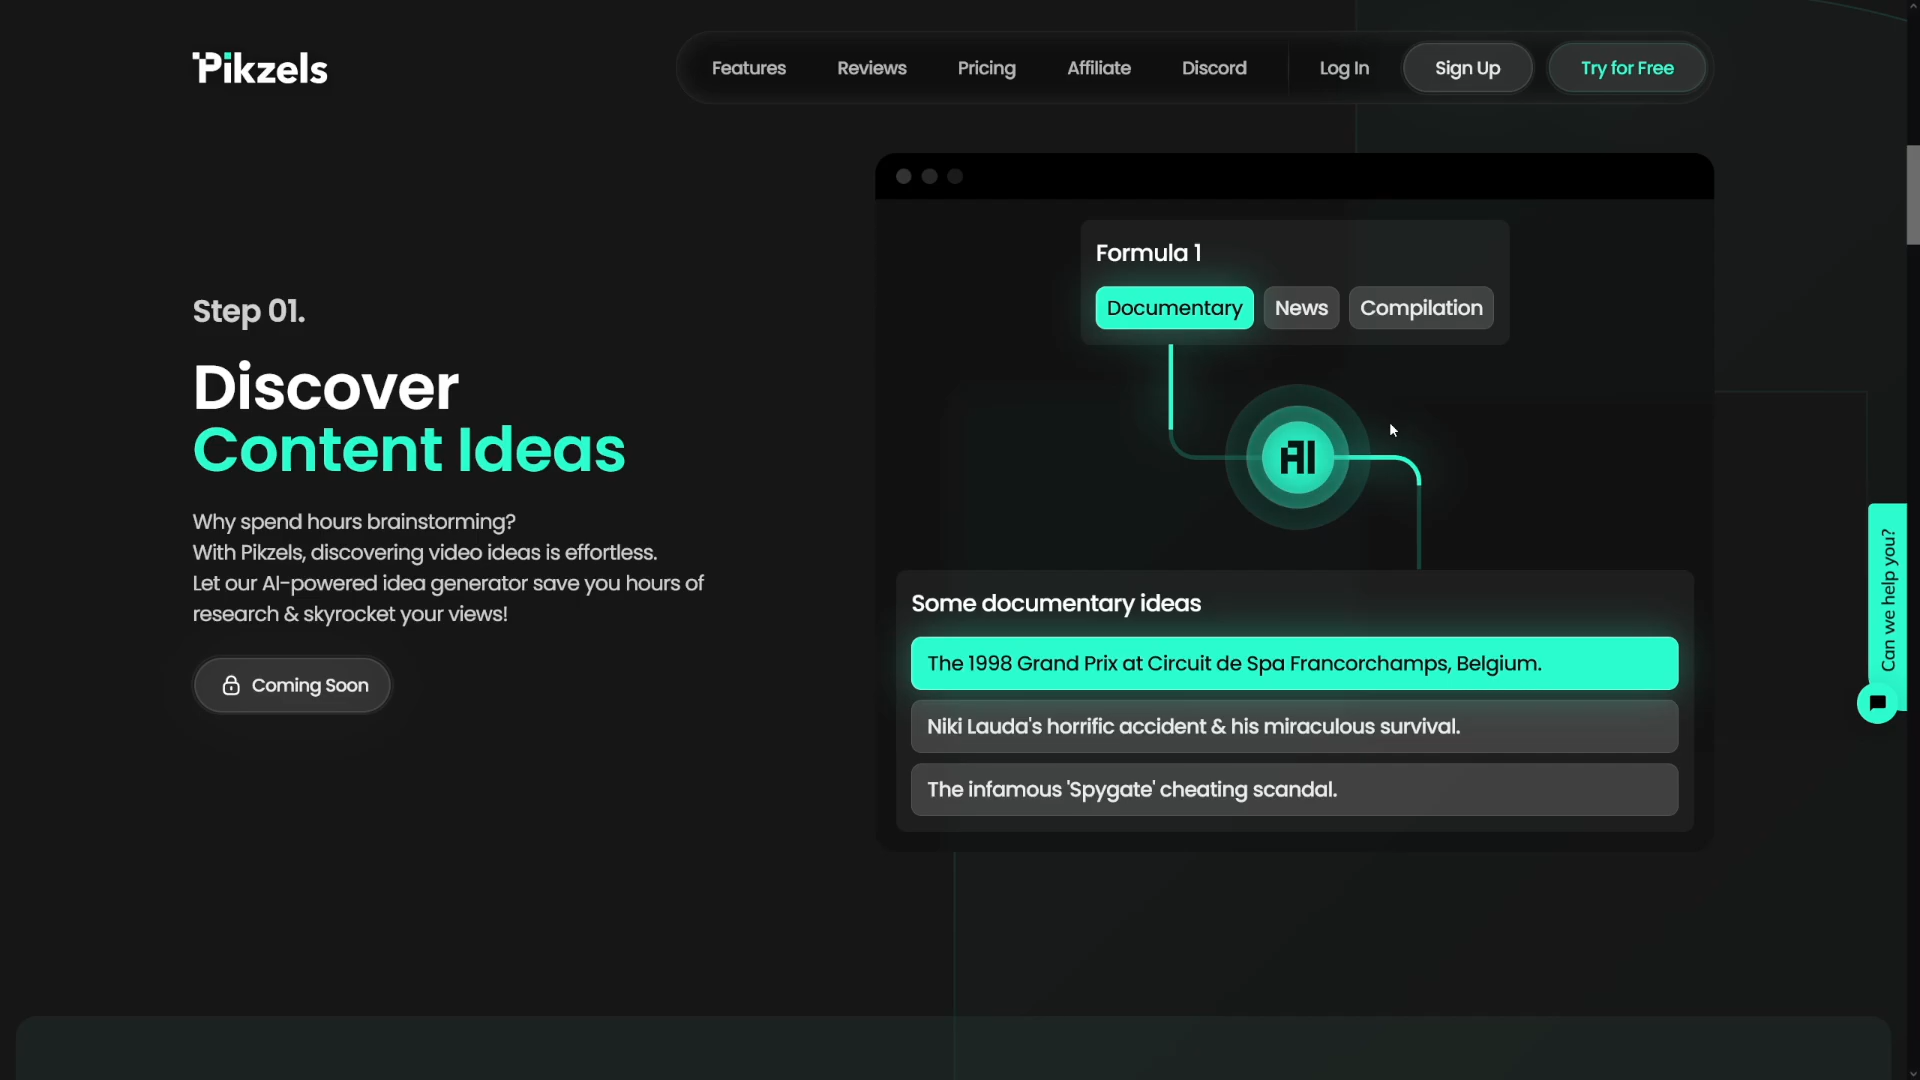 Pikzels
Features
Reviews
Pricing
Affiliate
Discord
Log In
Sign Up
Try for Free
Step 01.
Discover
Content Ideas
Why spend hours brainstorming?
With Pikzels, discovering video ideas is effortless.
Let our AI-powered idea generator save you hours of
research & skyrocket your views!
Coming Soon
Formula 1
Documentary
News
Compilation
AI
Some documentary ideas
The 1998 Grand Prix at Circuit de Spa Francorchamps, Belgium.
Niki Lauda's horrific accident & his miraculous survival.
The infamous 'Spygate' cheating scandal.
Can we help you?